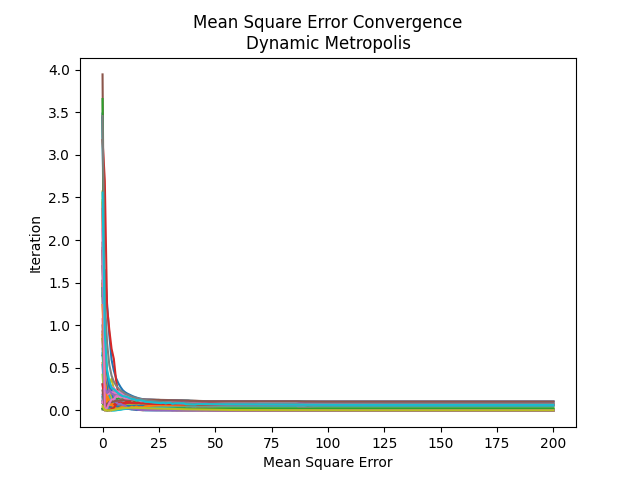 Mean Square Error Convergence
Dynamic Metropolis
4.0
3.5
3.0
2.5
2.0
1.5
1.0
0.5
0.0
Iteration
0 25 50 75 100 125 150 175 200
Mean Square Error